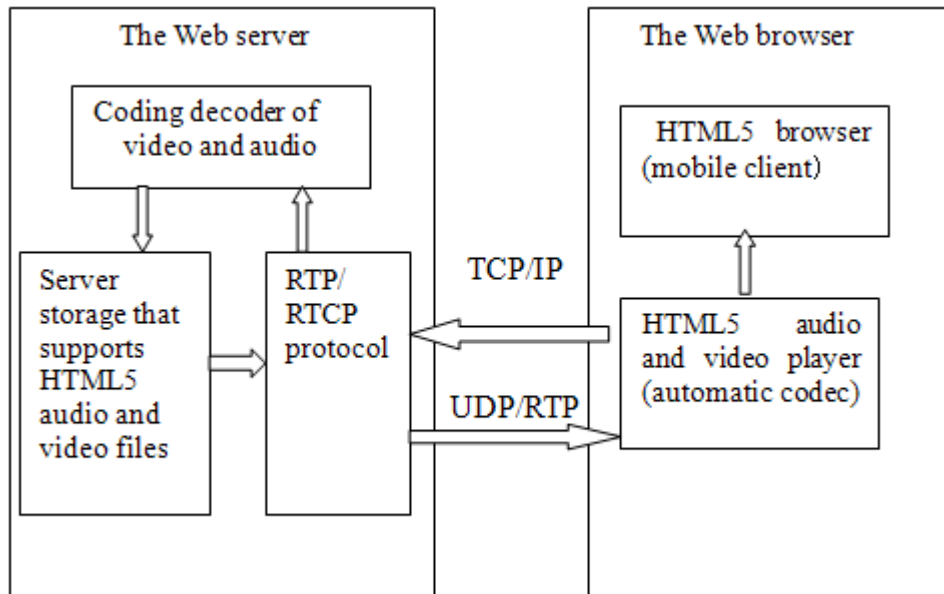 The Web server
Coding decoder of
video and audio
Server
storage that
supports
HTML5
audio and
video files
RTP/
RTCP
protocol
TCP/IP
UDP/RTP
The Web browser
HTML5 browser
(mobile client)
HTML5 audio
and video player
(automatic codec)